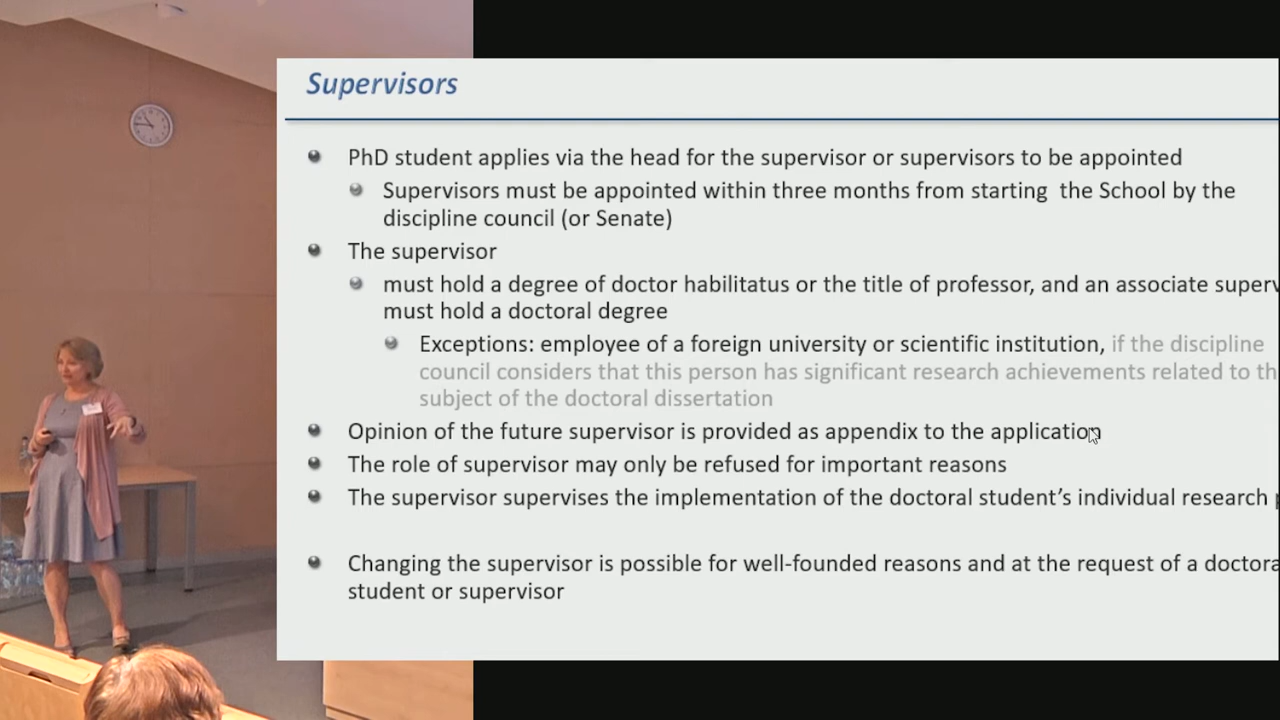 Supervisors
PhD student applies via the head for the supervisor or supervisors to be appointed
Supervisors must be appointed within three months from starting the School by the
discipline council (or Senate)
The supervisor
must hold a degree of doctor habilitatus or the title of professor, and an associate superv
must hold a doctoral degree
Exceptions: employee of a foreign university or scientific institution, if the discipline
council considers that this person has significant research achievements related to th
subject of the doctoral dissertation
Opinion of the future supervisor is provided as appendix to the application
The role of supervisor may only be refused for important reasons
The supervisor supervises the implementation of the doctoral student's individual research
Changing the supervisor is possible for well-founded reasons and at the request of a doctora
student or supervisor